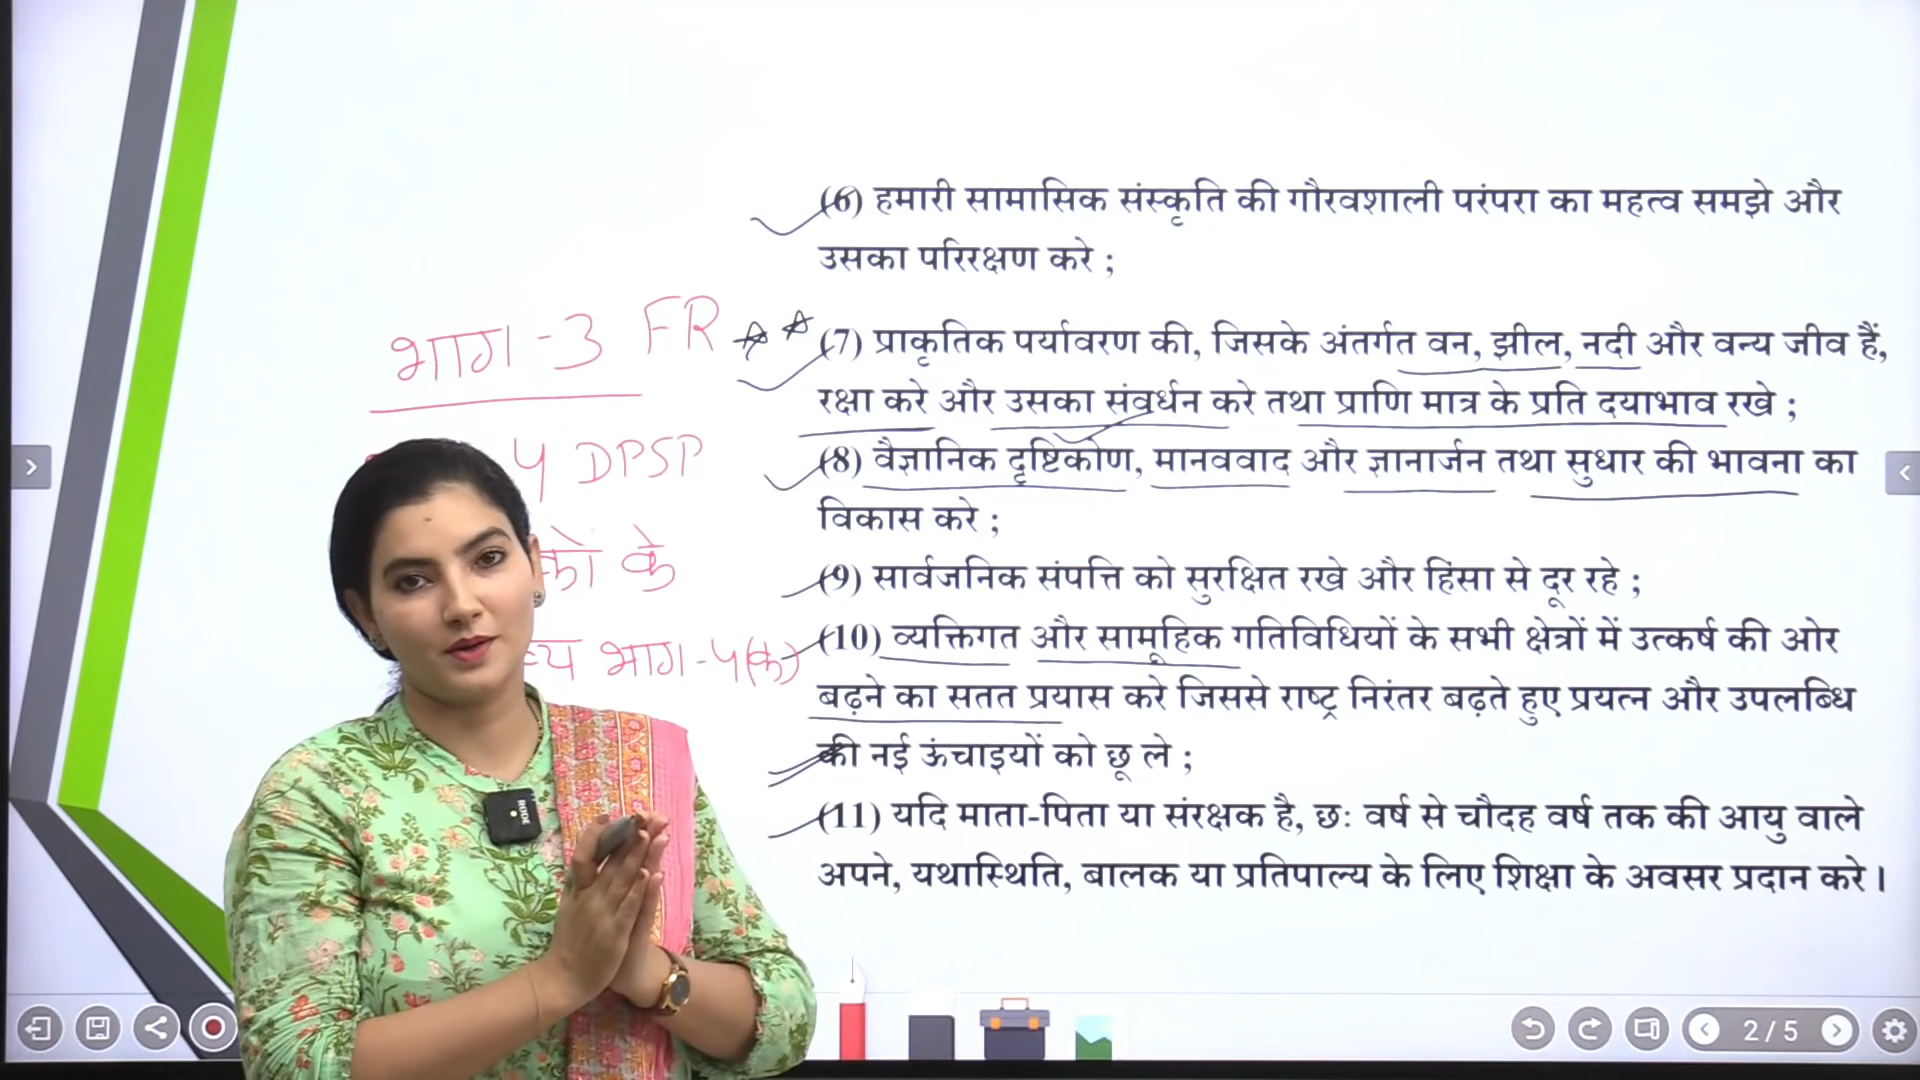 (6) हमारी सामासिक संस्कृति की गौरवशाली परंपरा का महत्व समझे और
उसका परिरक्षण करे ;
(7) प्राकृतिक पर्यावरण की, जिसके अंतर्गत वन, झील, नदी और वन्य जीव हैं,
रक्षा करे और उसका संवर्धन करे तथा प्राणि मात्र के प्रति दयाभाव रखे ;
(8) वैज्ञानिक दृष्टिकोण, मानववाद और ज्ञानार्जन तथा सुधार की भावना का
विकास करे ;
(9) सार्वजनिक संपत्ति को सुरक्षित रखे और हिंसा से दूर रहे ;
(10) व्यक्तिगत और सामूहिक गतिविधियों के सभी क्षेत्रों में उत्कर्ष की ओर
बढ़ने का सतत प्रयास करे जिससे राष्ट्र निरंतर बढ़ते हुए प्रयत्न और उपलब्धि
की नई ऊंचाइयों को छू ले ;
(11) यदि माता-पिता या संरक्षक है, छः वर्ष से चौदह वर्ष तक की आयु वाले
अपने, यथास्थिति, बालक या प्रतिपाल्य के लिए शिक्षा के अवसर प्रदान करे।
भाग-3 FR
4 DPSP
के
भाग-4(क)
RODE
2/5